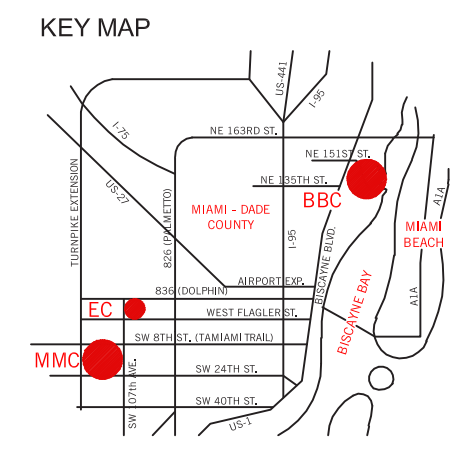 KEY MAP
US-441
I-95
I-75
NE 163RD ST.
NE 151ST ST.
NE 135TH ST.
US-27
TURNPIKE EXTENSION
826 (PALMETTO)
MIAMI - DADE
COUNTY
BBC
A1A
MIAMI
BEACH
I-95
BISCAYNE BLVD.
BISCAYNE BAY
A1A
AIRPORT EXP.
836 (DOLPHIN)
EC
WEST FLAGLER ST.
SW 8TH ST. (TAMIAMI TRAIL)
MMC
SW 24TH ST.
SW 107th AVE.
SW 40TH ST.
US-1